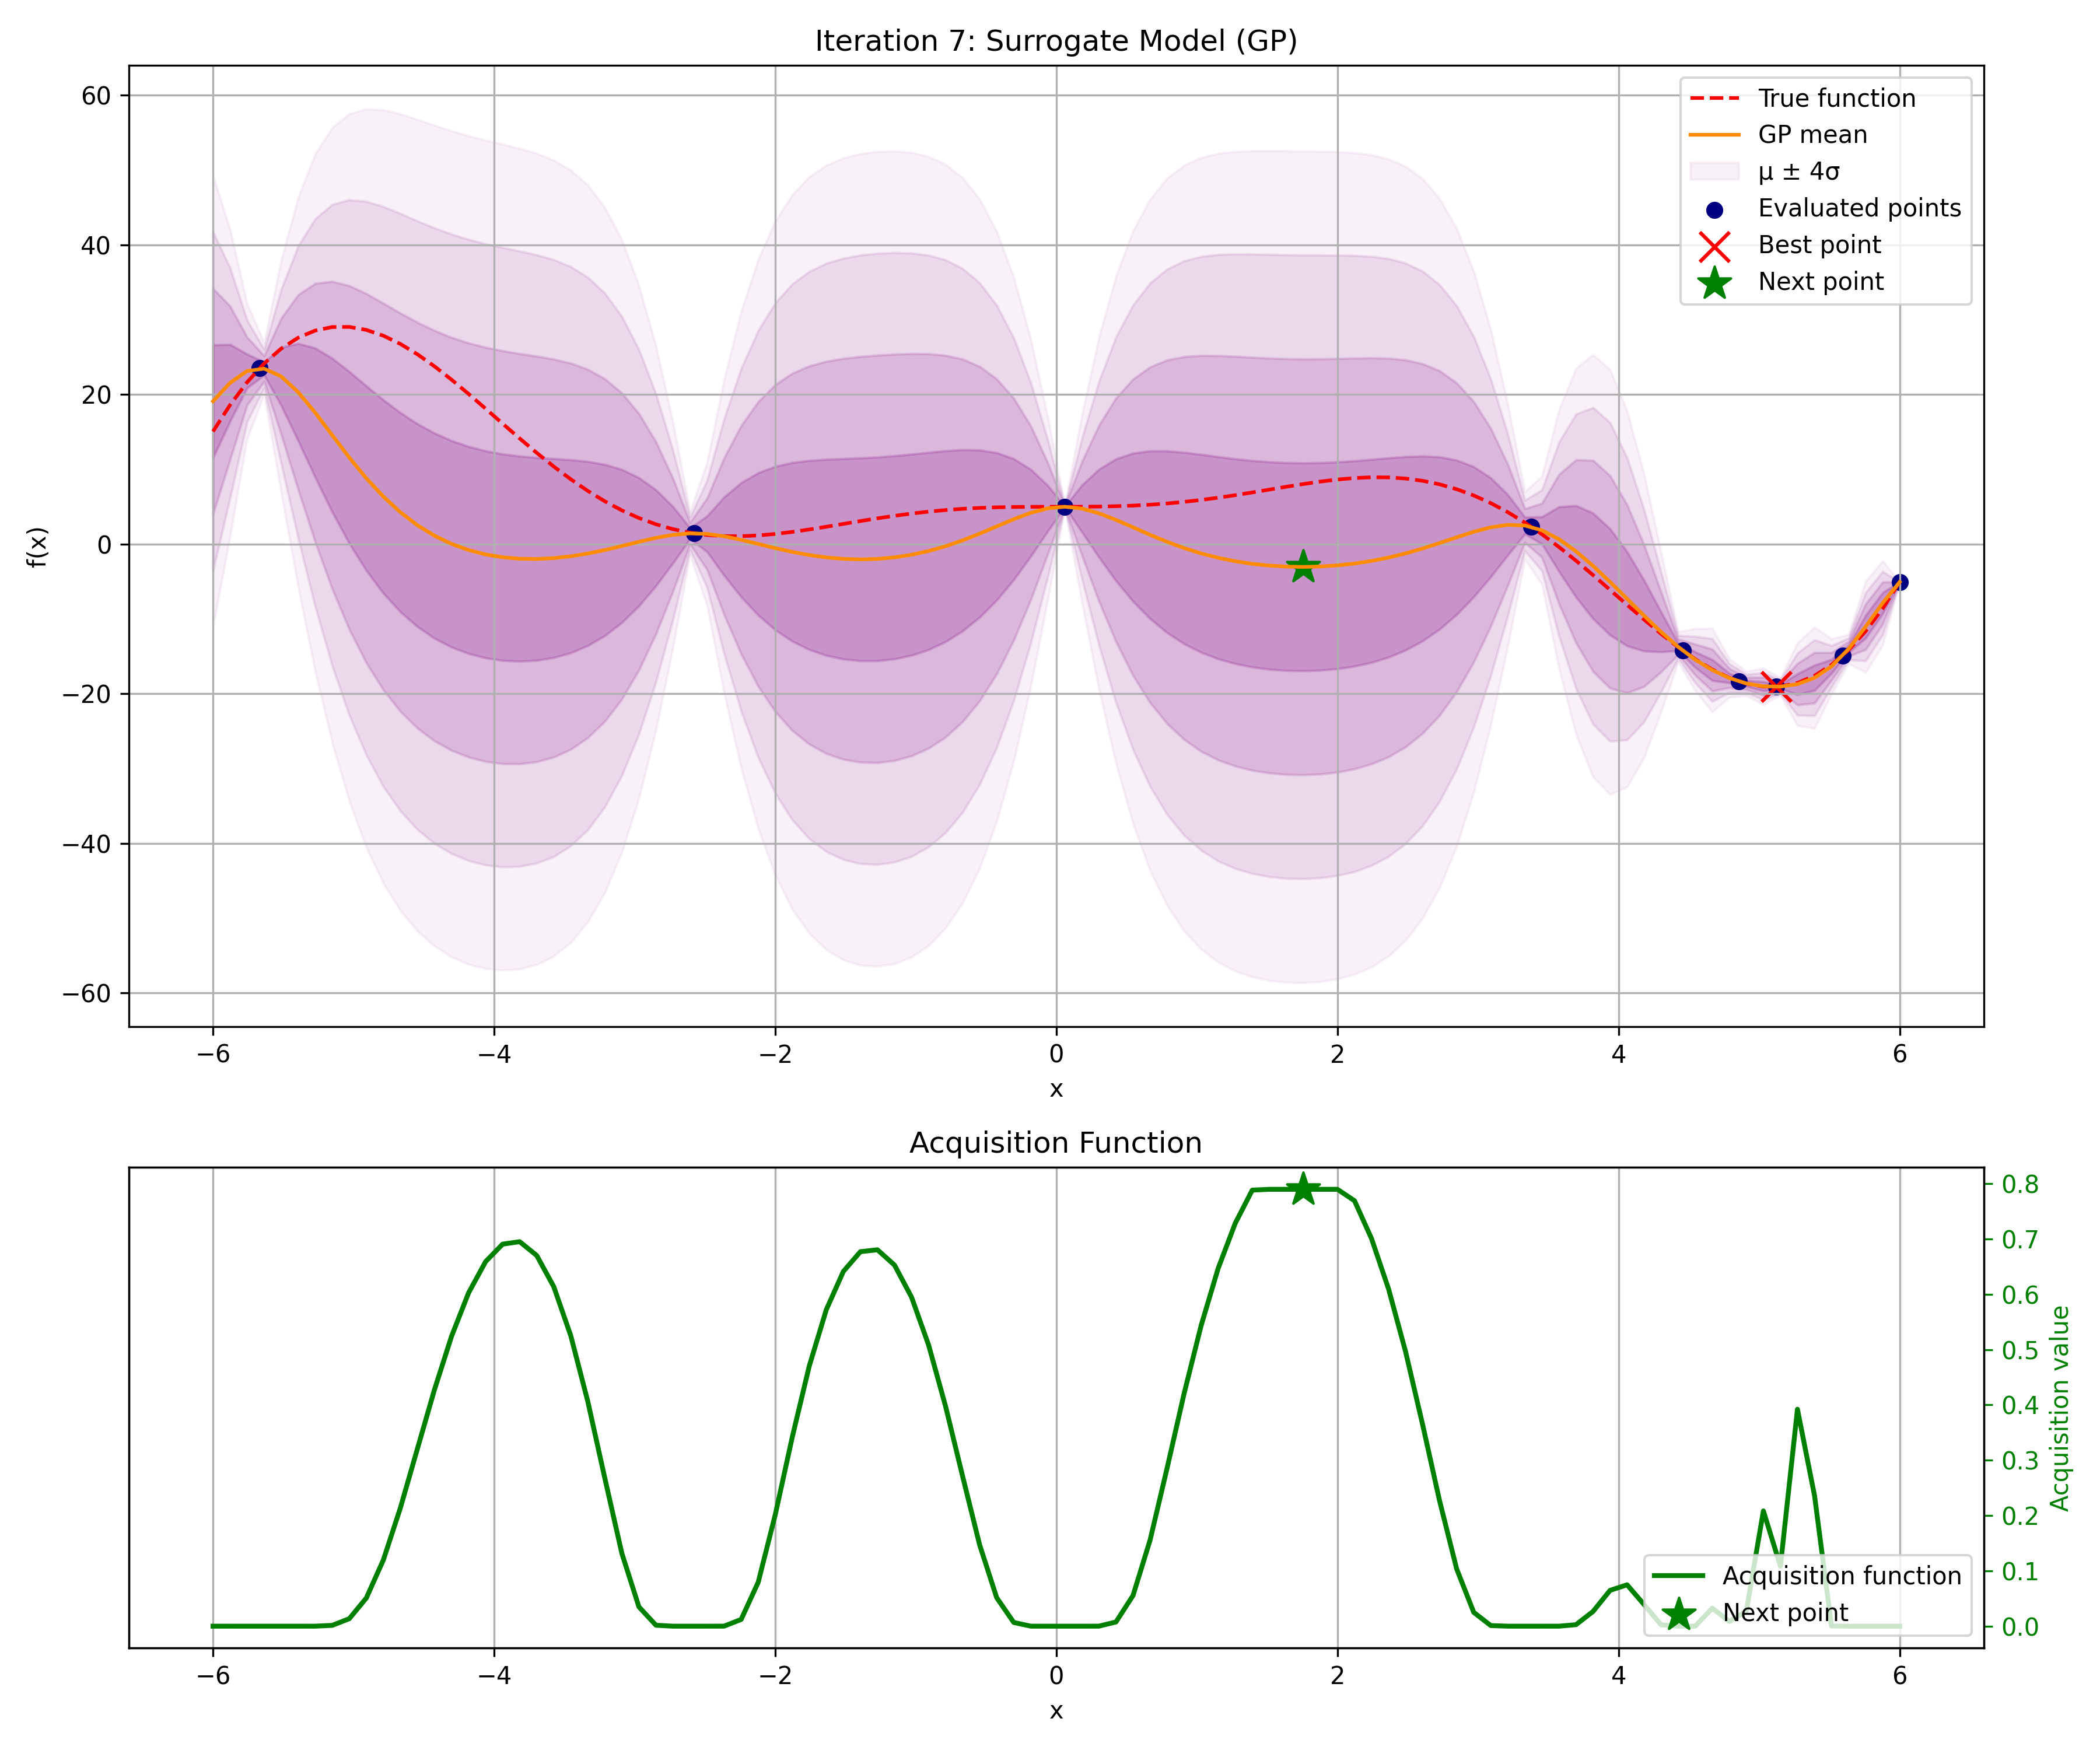 Iteration 7: Surrogate Model (GP)
60
40
20
0
−20
−40
−60
f(x)
True function
GP mean
μ ± 4σ
Evaluated points
Best point
Next point
−6 −4 −2 0 2 4 6
x
Acquisition Function
0.8
0.7
0.6
0.5
0.4
0.3
0.2
0.1
0.0
Acquisition value
Acquisition function
Next point
−6 −4 −2 0 2 4 6
x